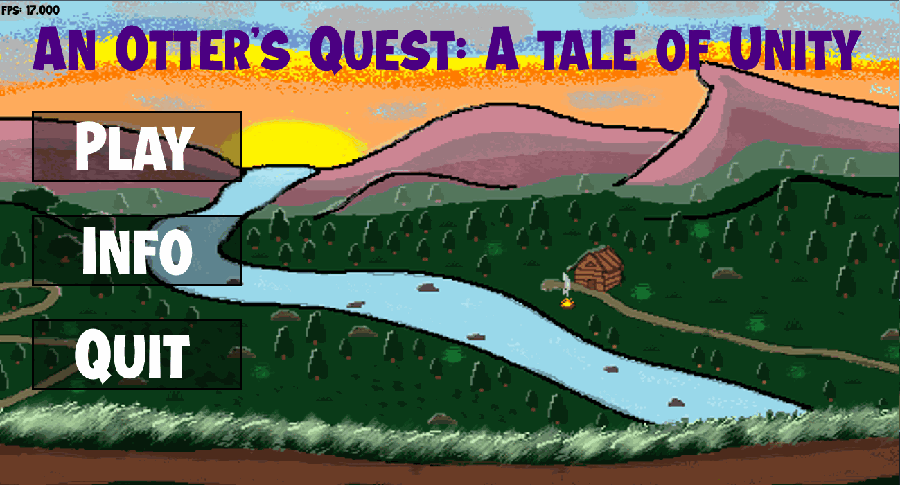 FPS: 17.000
An Otter's Quest: A tale of Unity
Play
Info
Quit